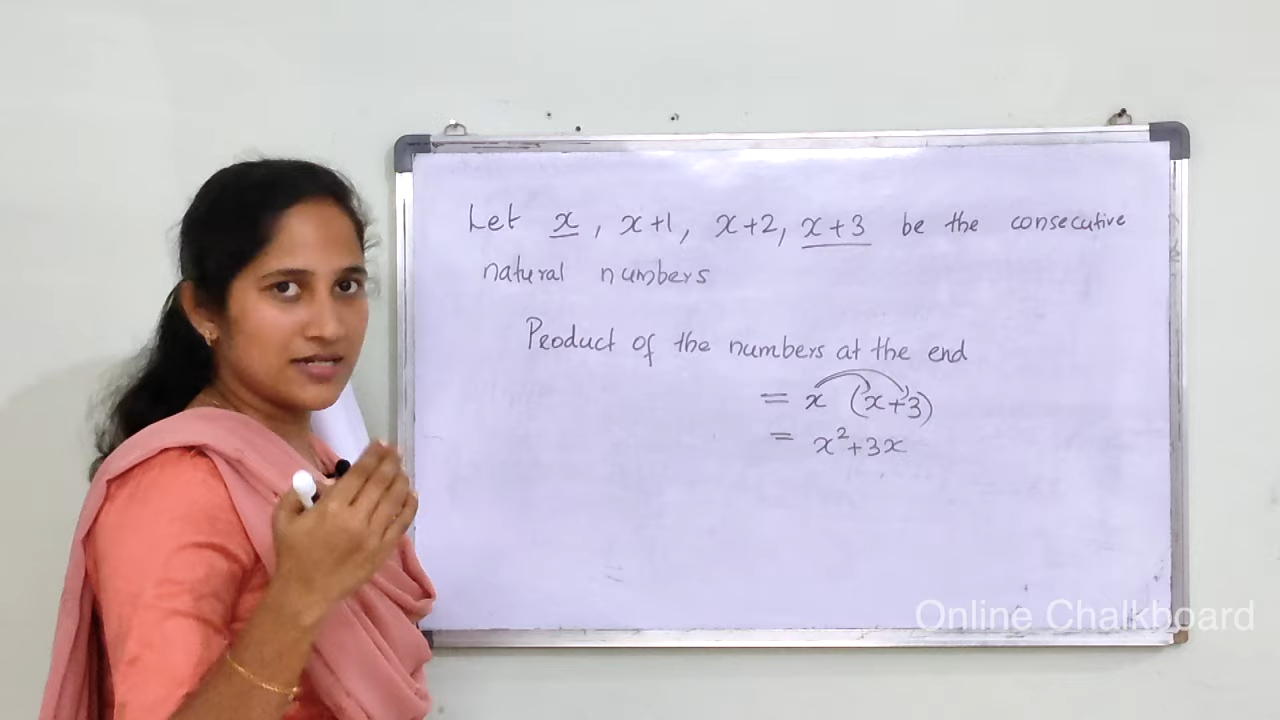 Let x, x+1, x+2, x+3 be the consecutive
natural numbers
Product of the numbers at the end
= x (x+3)
= x²+3x
Online Chalkboard